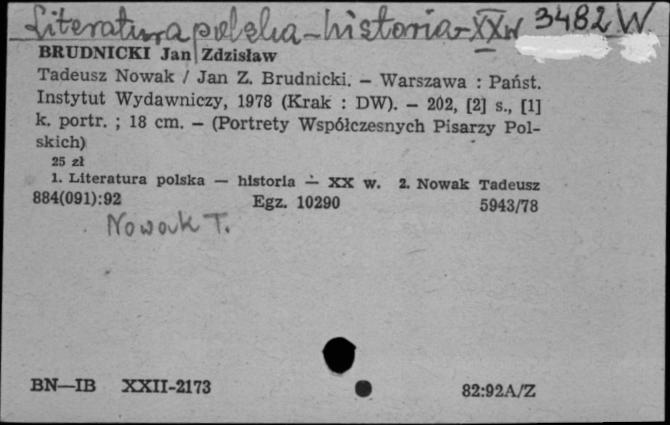 Literatura polska - historia - XX w 3482 W
BRUDNICKI Jan Zdzisław
Tadeusz Nowak / Jan Z. Brudnicki. — Warszawa : Państ.
Instytut Wydawniczy, 1978 (Krak : DW). — 202, [2] s., [1]
k. portr. ; 18 cm. — (Portrety Współczesnych Pisarzy Pol-
skich)
25 zł
1. Literatura polska — historia — XX w. 2. Nowak Tadeusz
884(091):92 Egz. 10290 5943/78
Nowak T.
BN—IB XXII-2173 82:92A/Z